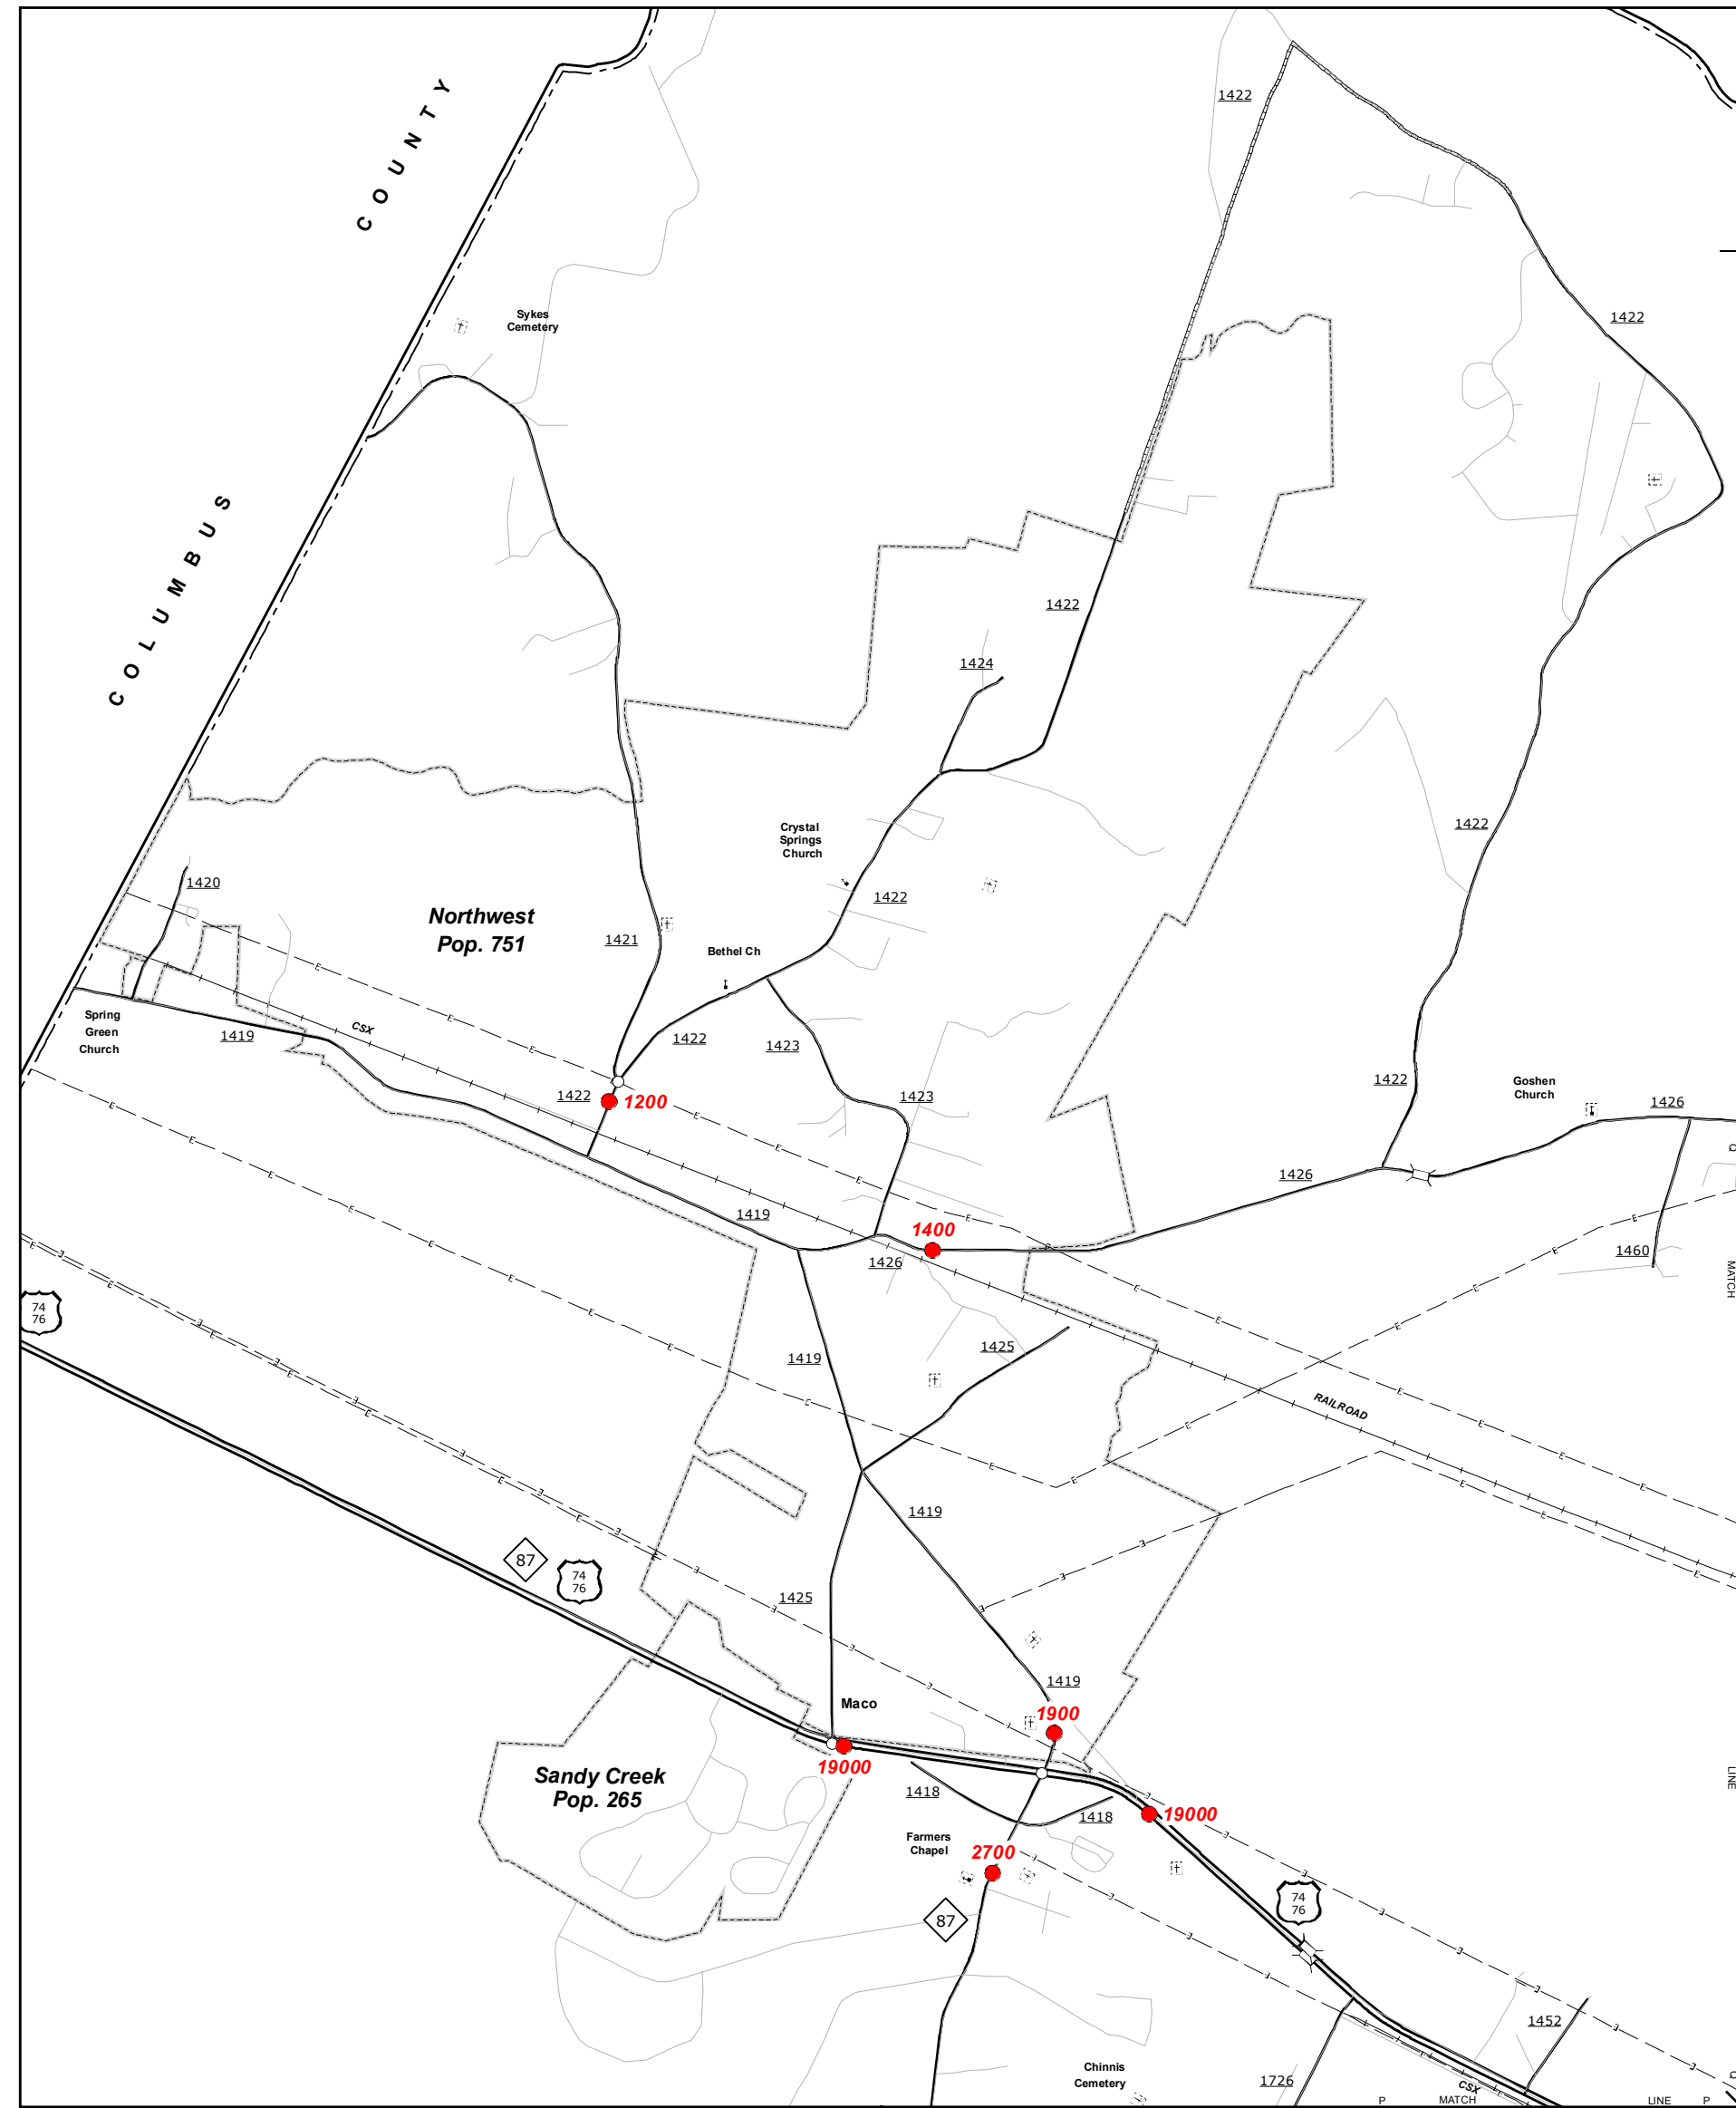 COUNTY
COLUMBUS
1422
Sykes
Cemetery
1422
1422
1424
1422
Crystal
Springs
Church
1420
1422
Northwest
Pop. 751
1421
Bethel Ch
Spring
Green
Church
1419
CSX
1422
1423
1422
1200
1423
1422
Goshen
Church
1426
1426
1419
1400
1426
1460
MATCH
LINE
74
76
1419
1425
RAILROAD
1419
87
74
76
1425
1419
Maco
1900
19000
Sandy Creek
Pop. 265
1418
1418
19000
Farmers
Chapel
2700
87
74
76
1452
Chinnis
Cemetery
1726
CSX
P MATCH LINE P